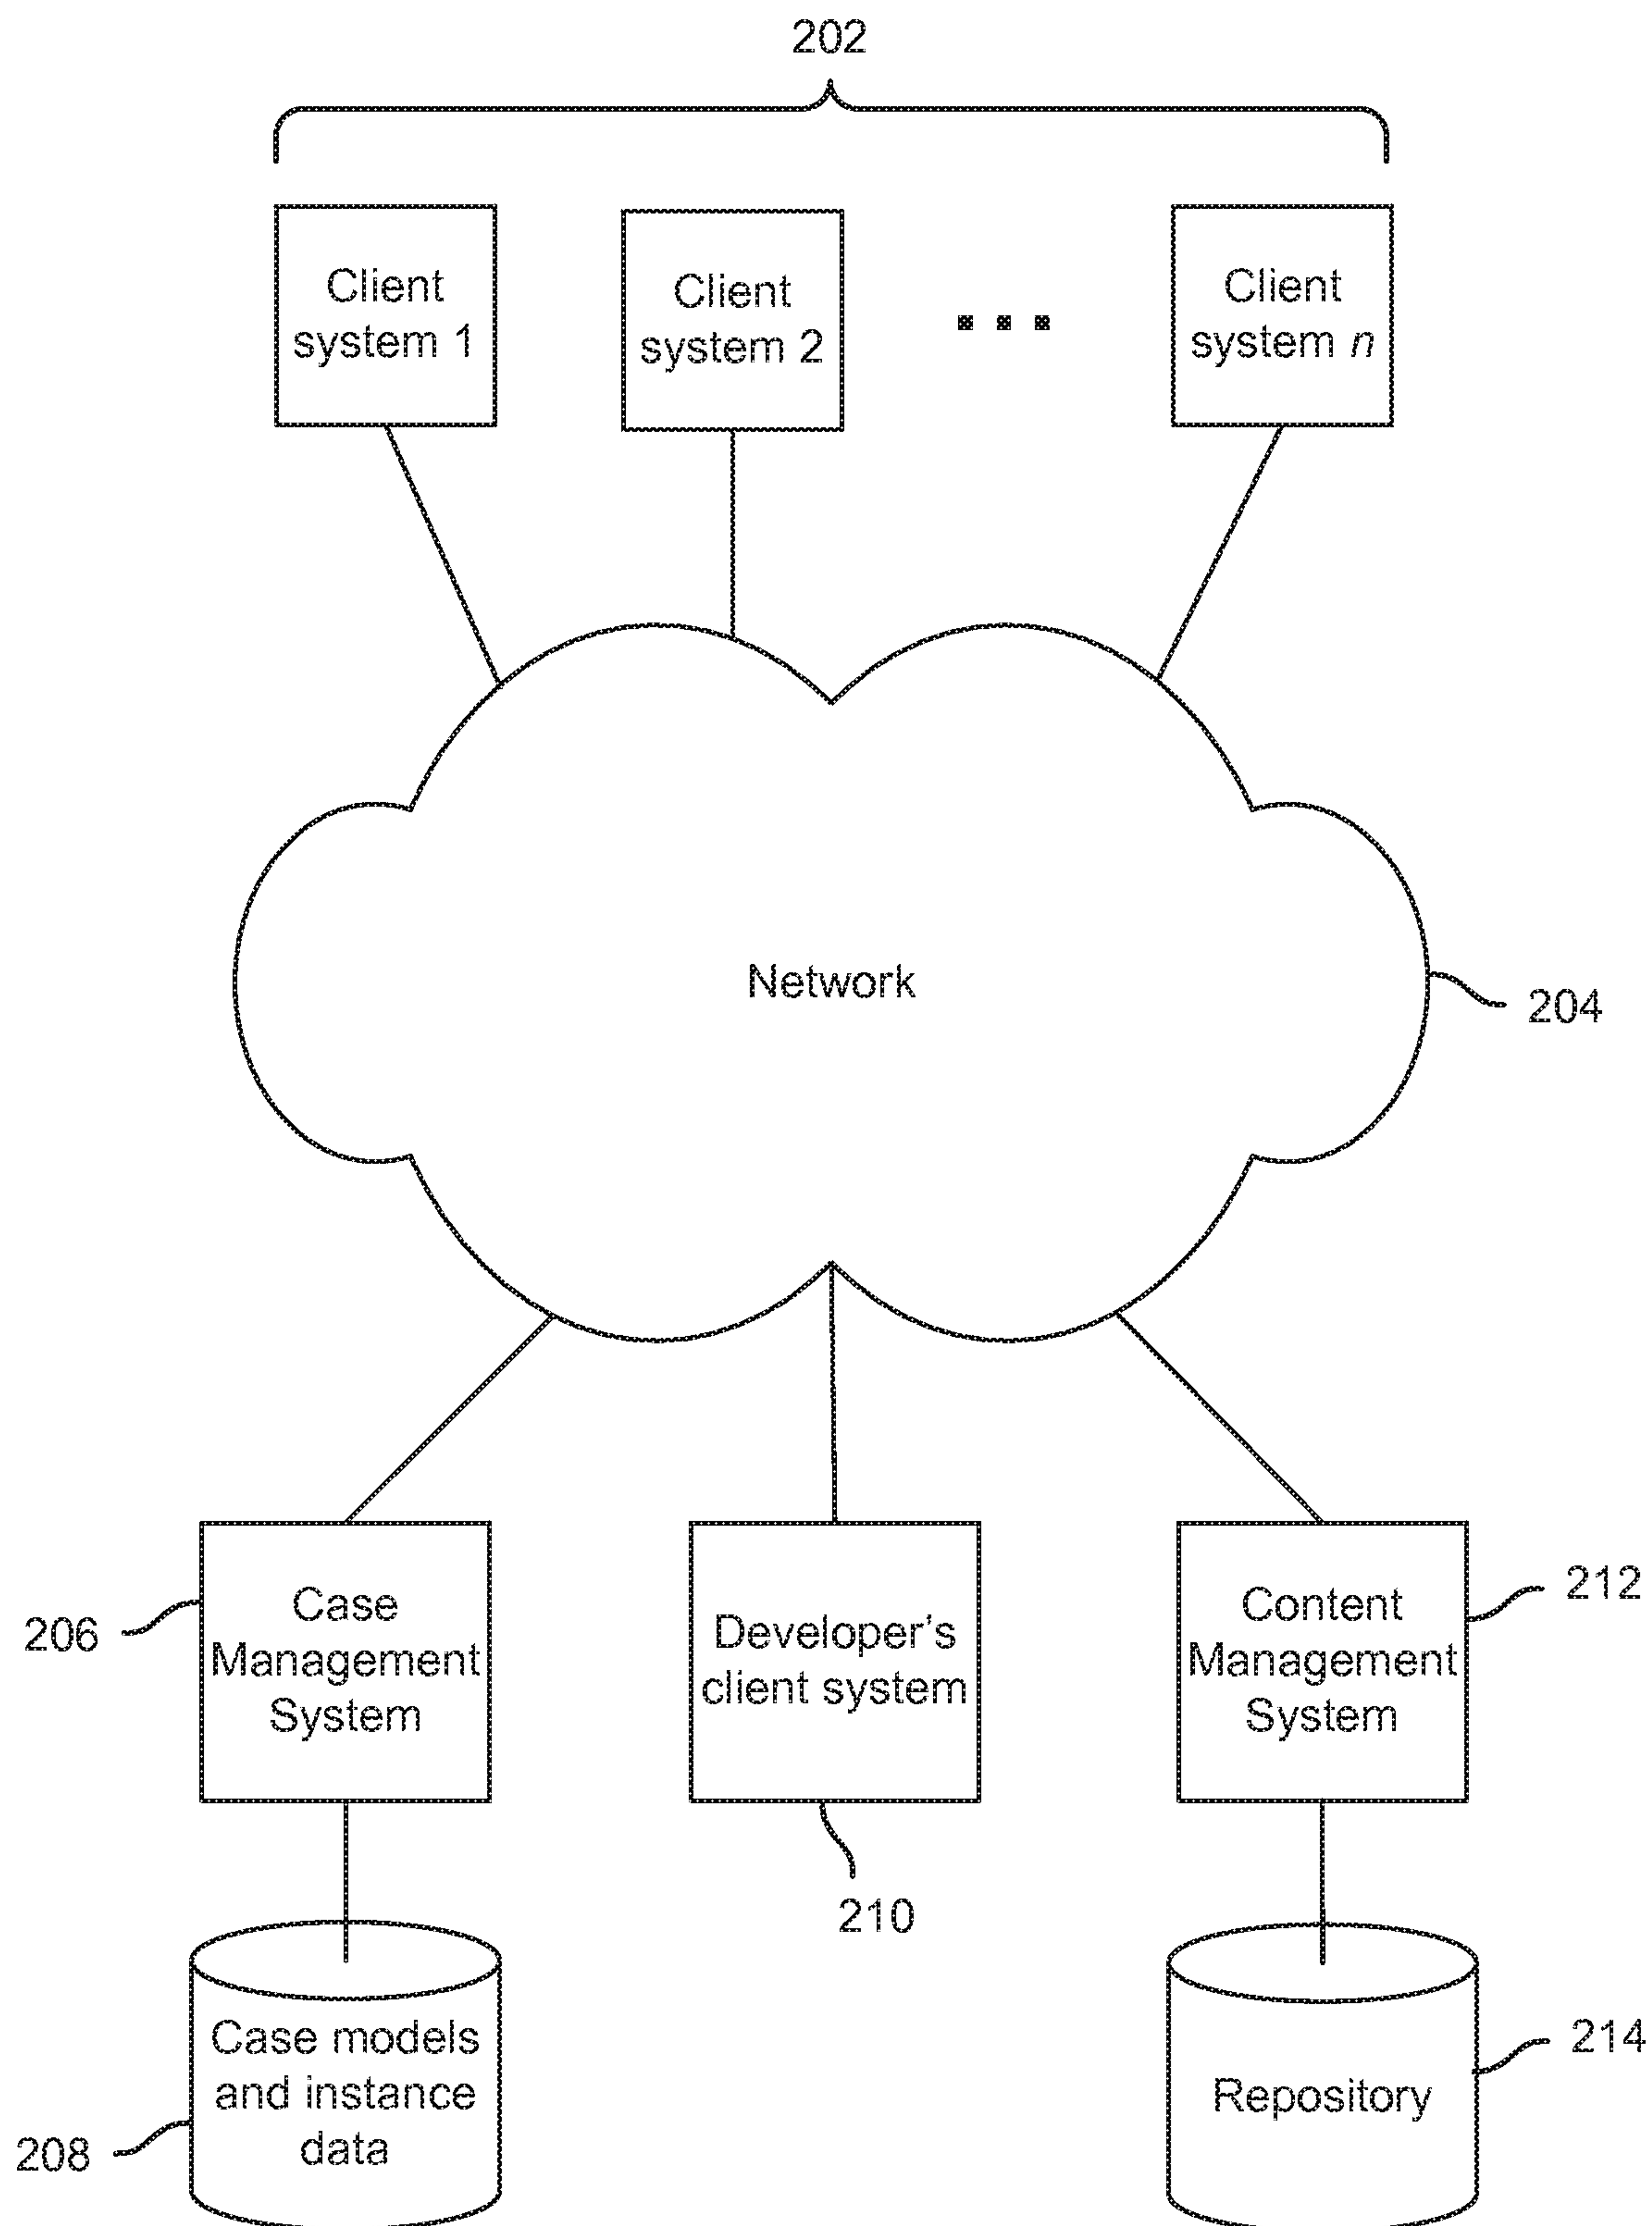 202
Client
system 1
Client
system 2
Client
system n
Network
204
206
Case
Management
System
Developer's
client system
212
Content
Management
System
210
208
Case models
and instance
data
214
Repository